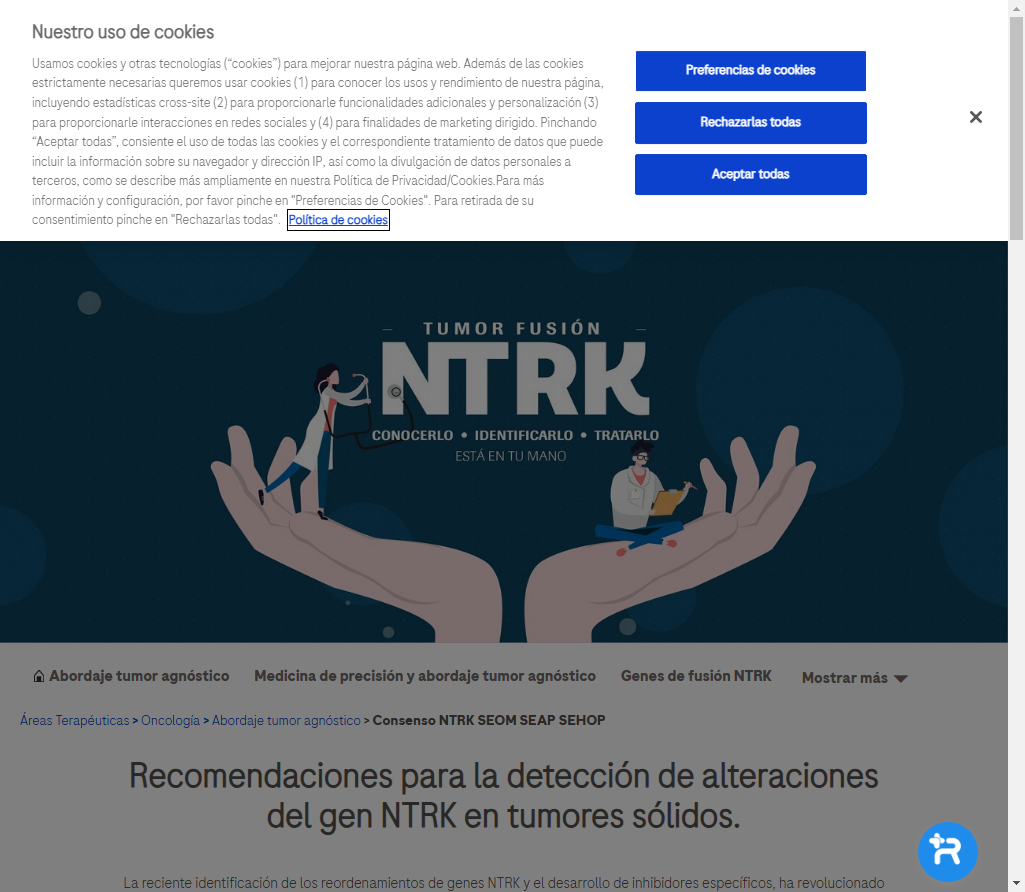 Nuestro uso de cookies
Usamos cookies y otras tecnologías (“cookies”) para mejorar nuestra página web. Además de las cookies
estrictamente necesarias queremos usar cookies (1) para conocer los usos y rendimiento de nuestra página,
incluyendo estadísticas cross-site (2) para proporcionarle funcionalidades adicionales y personalización (3)
para proporcionarle interacciones en redes sociales y (4) para finalidades de marketing dirigido. Pinchando
“Aceptar todas”, consiente el uso de todas las cookies y el correspondiente tratamiento de datos que puede
incluir la información sobre su navegador y dirección IP, así como la divulgación de datos personales a
terceros, como se describe más ampliamente en nuestra Política de Privacidad/Cookies.Para más
información y configuración, por favor pinche en "Preferencias de Cookies". Para retirada de su
consentimiento pinche en "Rechazarlas todas". Política de cookies
Preferencias de cookies
Rechazarlas todas
Aceptar todas
TUMOR FUSIÓN
NTRK
CONOCERLO • IDENTIFICARLO • TRATARLO
ESTÁ EN TU MANO
Abordaje tumor agnóstico Medicina de precisión y abordaje tumor agnóstico Genes de fusión NTRK Mostrar más
Áreas Terapéuticas > Oncología > Abordaje tumor agnóstico > Consenso NTRK SEOM SEAP SEHOP
Recomendaciones para la detección de alteraciones
del gen NTRK en tumores sólidos.
La reciente identificación de los reordenamientos de genes NTRK y el desarrollo de inhibidores específicos, ha revolucionado